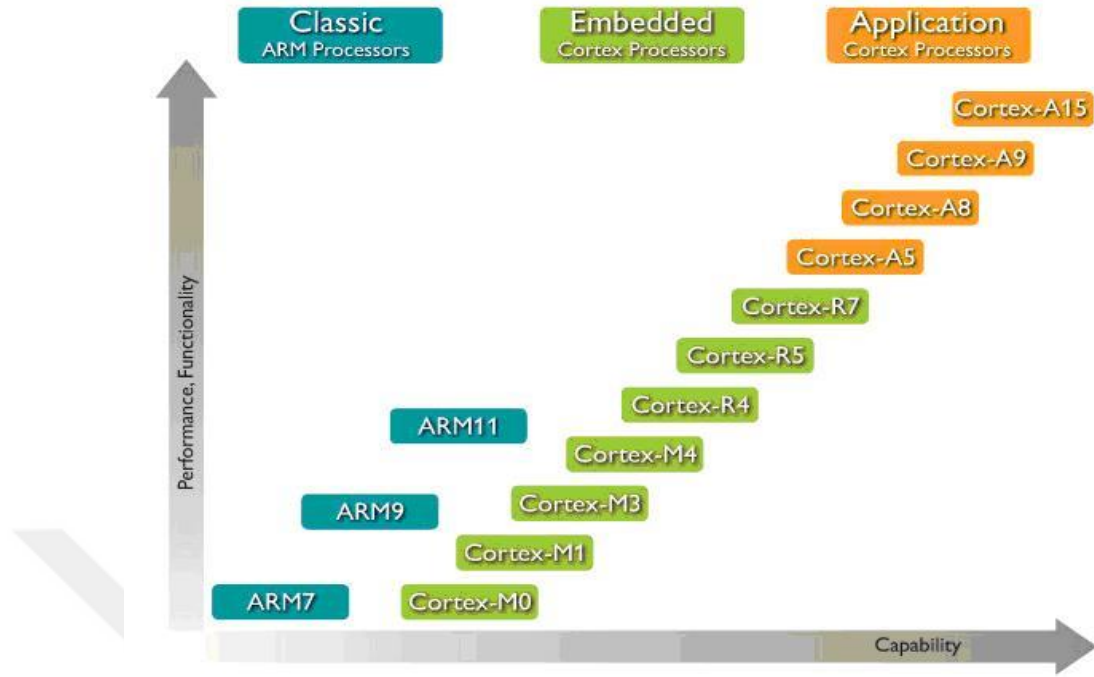 Classic
ARM Processors
Embedded
Cortex Processors
Application
Cortex Processors
Cortex-A15
Cortex-A9
Cortex-A8
Cortex-A5
Cortex-R7
Cortex-R5
Cortex-R4
ARM11
Cortex-M4
Cortex-M3
ARM9
Cortex-M1
ARM7
Cortex-M0
Performance, Functionality
Capability